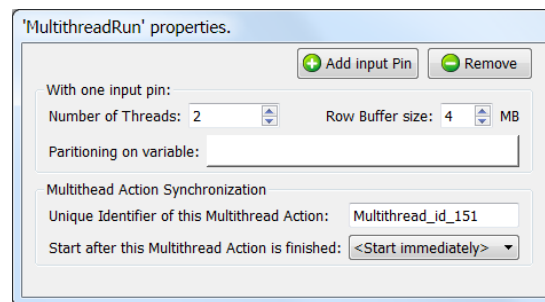 'MultithreadRun' properties.
Add input Pin Remove
With one input pin:
Number of Threads: 2 Row Buffer size: 4 MB
Paritioning on variable:
Multithead Action Synchronization
Unique Identifier of this Multithread Action: Multithread_id_151
Start after this Multithread Action is finished: <Start immediately>